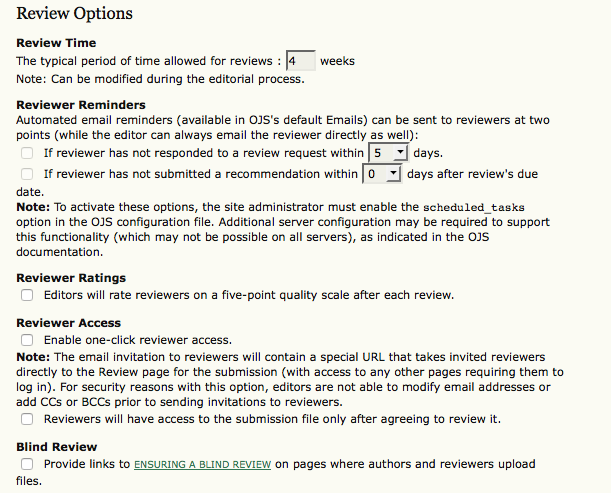 Review Options
Review Time
The typical period of time allowed for reviews : 4 weeks
Note: Can be modified during the editorial process.
Reviewer Reminders
Automated email reminders (available in OJS's default Emails) can be sent to reviewers at two
points (while the editor can always email the reviewer directly as well):
If reviewer has not responded to a review request within 5 days.
If reviewer has not submitted a recommendation within 0 days after review's due
date.
Note: To activate these options, the site administrator must enable the scheduled_tasks
option in the OJS configuration file. Additional server configuration may be required to support
this functionality (which may not be possible on all servers), as indicated in the OJS
documentation.
Reviewer Ratings
Editors will rate reviewers on a five-point quality scale after each review.
Reviewer Access
Enable one-click reviewer access.
Note: The email invitation to reviewers will contain a special URL that takes invited reviewers
directly to the Review page for the submission (with access to any other pages requiring them to
log in). For security reasons with this option, editors are not able to modify email addresses or
add CCs or BCCs prior to sending invitations to reviewers.
Reviewers will have access to the submission file only after agreeing to review it.
Blind Review
Provide links to ENSURING A BLIND REVIEW on pages where authors and reviewers upload
files.